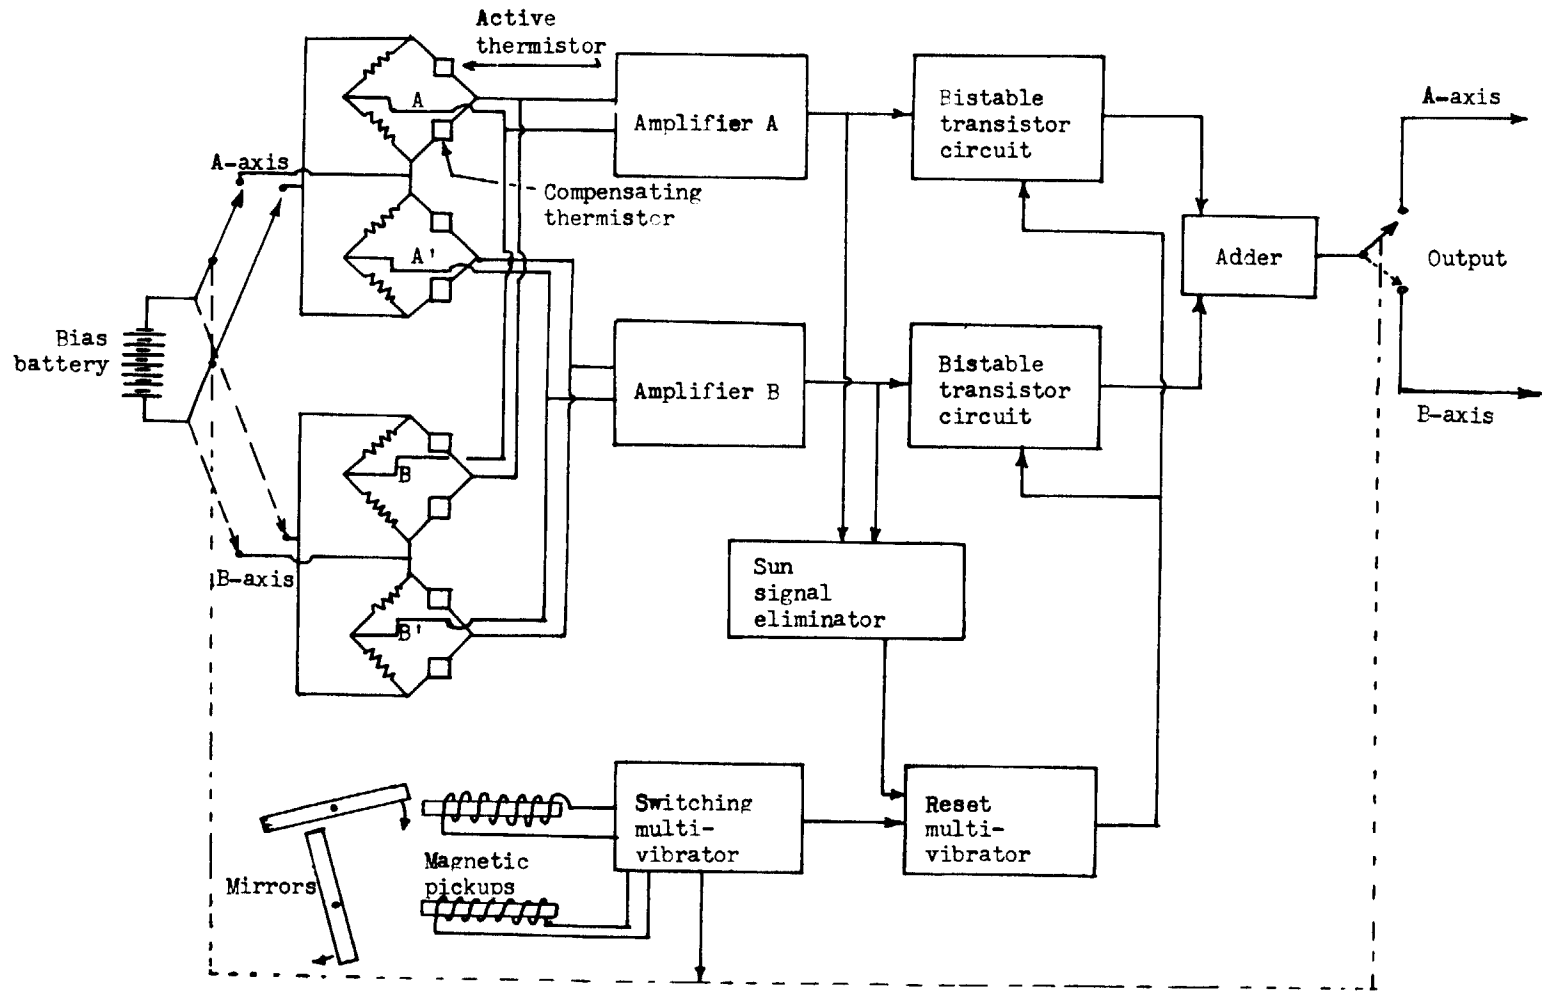 Active
thermistor
A
Amplifier A
Bistable
transistor
circuit
A-axis
A-axis
Compensating
thermistor
A'
Adder
Output
Bias
battery
Amplifier B
Bistable
transistor
circuit
B-axis
B
Sun
signal
eliminator
B-axis
B'
Switching
multi-
vibrator
Reset
multi-
vibrator
Magnetic
pickups
Mirrors